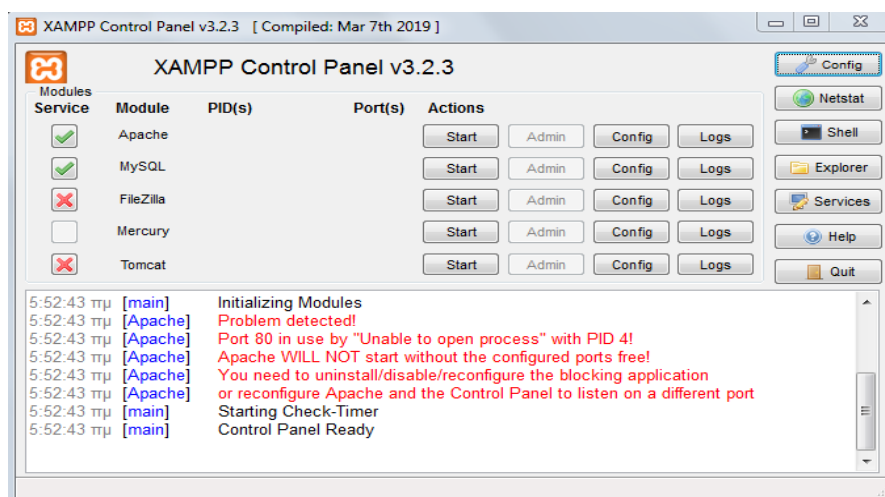 XAMPP Control Panel v3.2.3 [ Compiled: Mar 7th 2019 ]
XAMPP Control Panel v3.2.3
Config
Modules
Service Module PID(s) Port(s) Actions
Netstat
Apache Start Admin Config Logs
Shell
MySQL Start Admin Config Logs
Explorer
FileZilla Start Admin Config Logs
Services
Mercury Start Admin Config Logs
Help
Tomcat Start Admin Config Logs
Quit
5:52:43 πμ [main] Initializing Modules
5:52:43 πμ [Apache] Problem detected!
5:52:43 πμ [Apache] Port 80 in use by "Unable to open process" with PID 4!
5:52:43 πμ [Apache] Apache WILL NOT start without the configured ports free!
5:52:43 πμ [Apache] You need to uninstall/disable/reconfigure the blocking application
5:52:43 πμ [Apache] or reconfigure Apache and the Control Panel to listen on a different port
5:52:43 πμ [main] Starting Check-Timer
5:52:43 πμ [main] Control Panel Ready